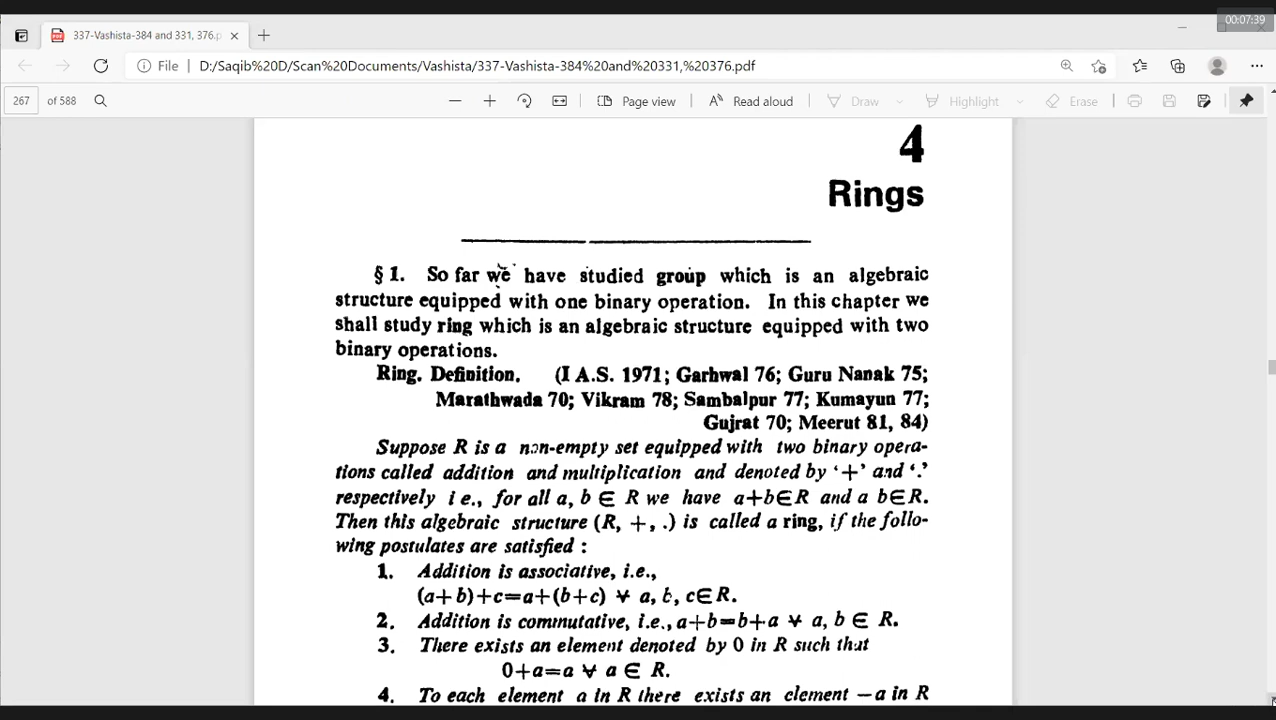 00:07:39
337-Vashista-384 and 331, 376.p
File D:/Saqib%20D/Scan%20Documents/Vashista/337-Vashista-384%20and%20331,%20376.pdf
267 of 588 Page view Read aloud Draw Highlight Erase
4
Rings
§ 1. So far we have studied group which is an algebraic
structure equipped with one binary operation. In this chapter we
shall study ring which is an algebraic structure equipped with two
binary operations.
Ring. Definition. (I A.S. 1971; Garhwal 76; Guru Nanak 75;
Marathwada 70; Vikram 78; Sambalpur 77; Kumayun 77;
Gujrat 70; Meerut 81, 84)
Suppose R is a non-empty set equipped with two binary opera-
tions called addition and multiplication and denoted by ‘+’ and ‘.’
respectively i e., for all a, b ∈ R we have a+b∈R and a b∈R.
Then this algebraic structure (R, +, .) is called a ring, if the follo-
wing postulates are satisfied :
1. Addition is associative, i.e.,
(a+b)+c=a+(b+c) ∀ a, b, c∈R.
2. Addition is commutative, i.e., a+b=b+a ∀ a, b ∈ R.
3. There exists an element denoted by 0 in R such that
0+a=a ∀ a ∈ R.
4. To each element a in R there exists an element —a in R